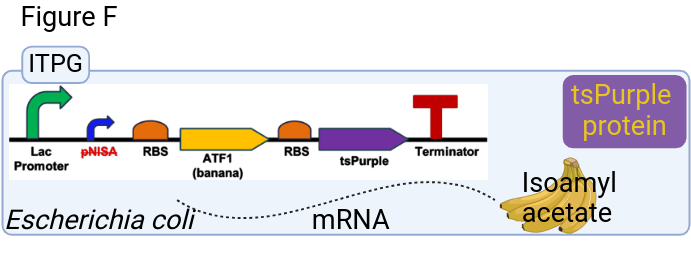 Figure F
ITPG
tsPurple
protein
Lac
Promoter
pNISA
RBS
ATF1
(banana)
RBS
tsPurple
Terminator
Isoamyl
acetate
Escherichia coli
mRNA